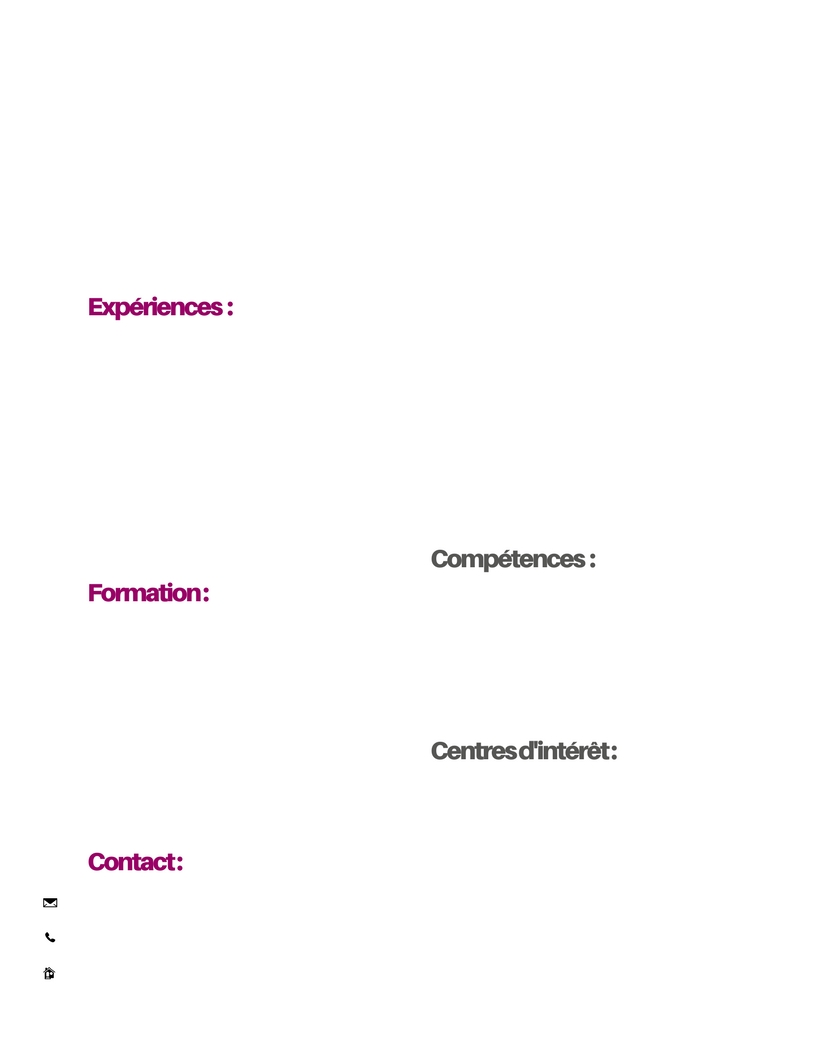 Expériences :
Formation :
Contact :
Compétences :
Centres d'intérêt :